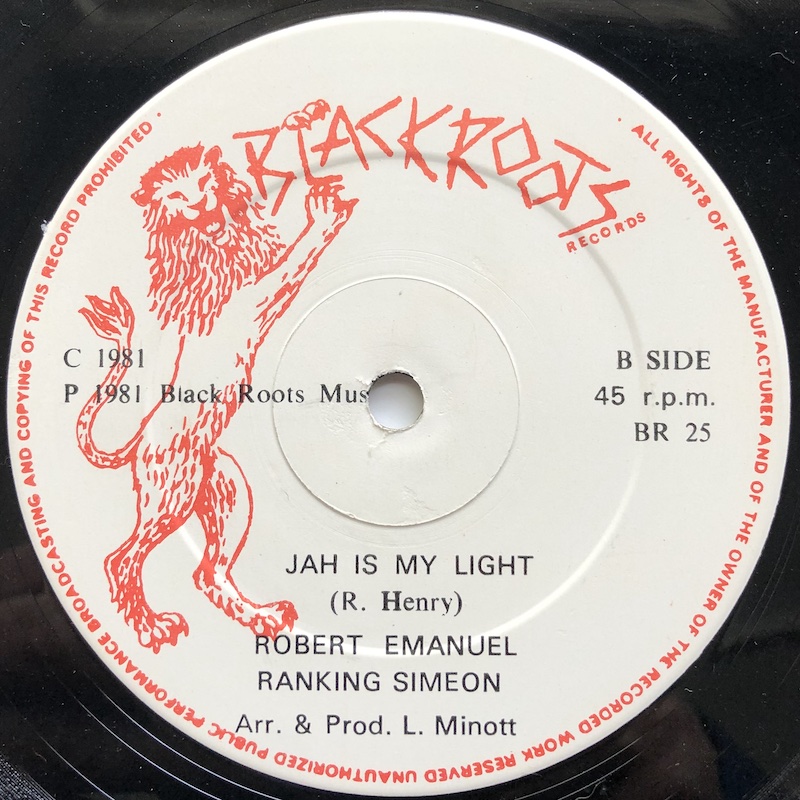 BLACKROOTS
RECORDS
ALL RIGHTS OF THE MANUFACTURER AND OF THE OWNER OF THE RECORDED WORK RESERVED UNAUTHORIZED PUBLIC PERFORMANCE BROADCASTING AND COPYING OF THIS RECORD PROHIBITED
C 1981
P 1981 Black Roots Mus
B SIDE
45 r.p.m.
BR 25
JAH IS MY LIGHT
(R. Henry)
ROBERT EMANUEL
RANKING SIMEON
Arr. & Prod. L. Minott